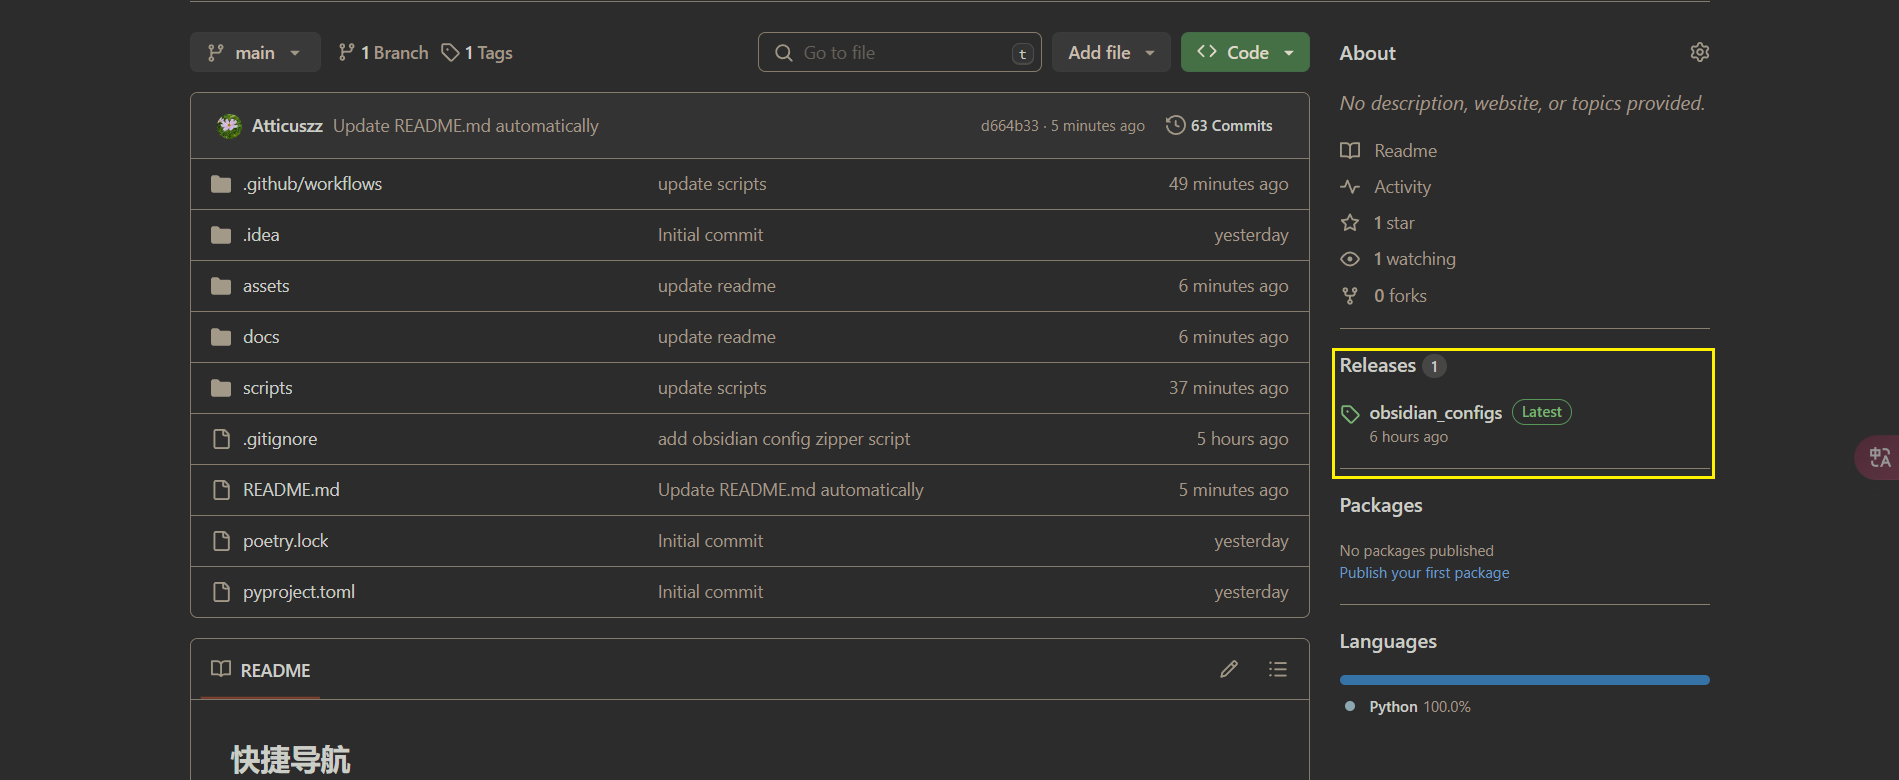 main
1 Branch
1 Tags
Go to file
t
Add file
Code
Atticuszz Update README.md automatically
d664b33 · 5 minutes ago
63 Commits
.github/workflows update scripts 49 minutes ago
.idea Initial commit yesterday
assets update readme 6 minutes ago
docs update readme 6 minutes ago
scripts update scripts 37 minutes ago
.gitignore add obsidian config zipper script 5 hours ago
README.md Update README.md automatically 5 minutes ago
poetry.lock Initial commit yesterday
pyproject.toml Initial commit yesterday
README
快捷导航
About
No description, website, or topics provided.
Readme
Activity
1 star
1 watching
0 forks
Releases 1
obsidian_configs Latest
6 hours ago
Packages
No packages published
Publish your first package
Languages
Python 100.0%
中A